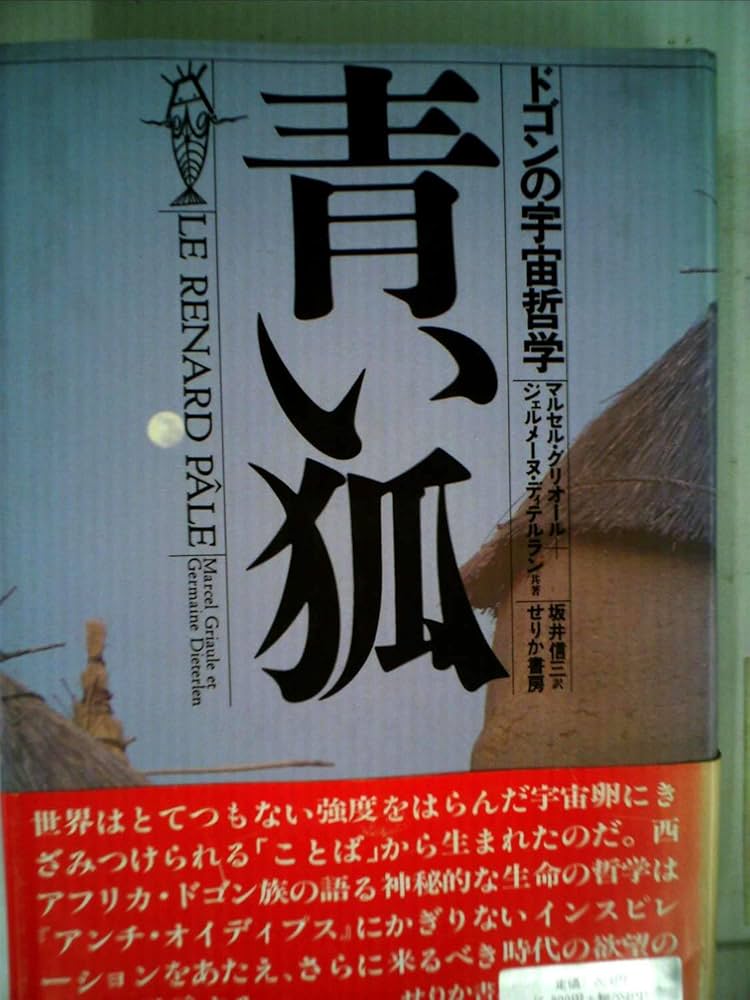 ドゴンの宇宙哲学
マルセル・グリオール+
ジェルメーヌ・ディテルラン共著
坂井信三訳
せりか書房
青い狐
LE RENARD PÂLE
Marcel Griaule et
Germaine Dieterlen
世界はとてつもない強度をはらんだ宇宙卵にき
ざみつけられる「ことば」から生まれたのだ。西
アフリカ・ドゴン族の語る神秘的な生命の哲学は
『アンチ・オイディプス』にかぎりないインスピレ
ーションをあたえ、さらに来るべき時代の欲望の
せりか書
定価